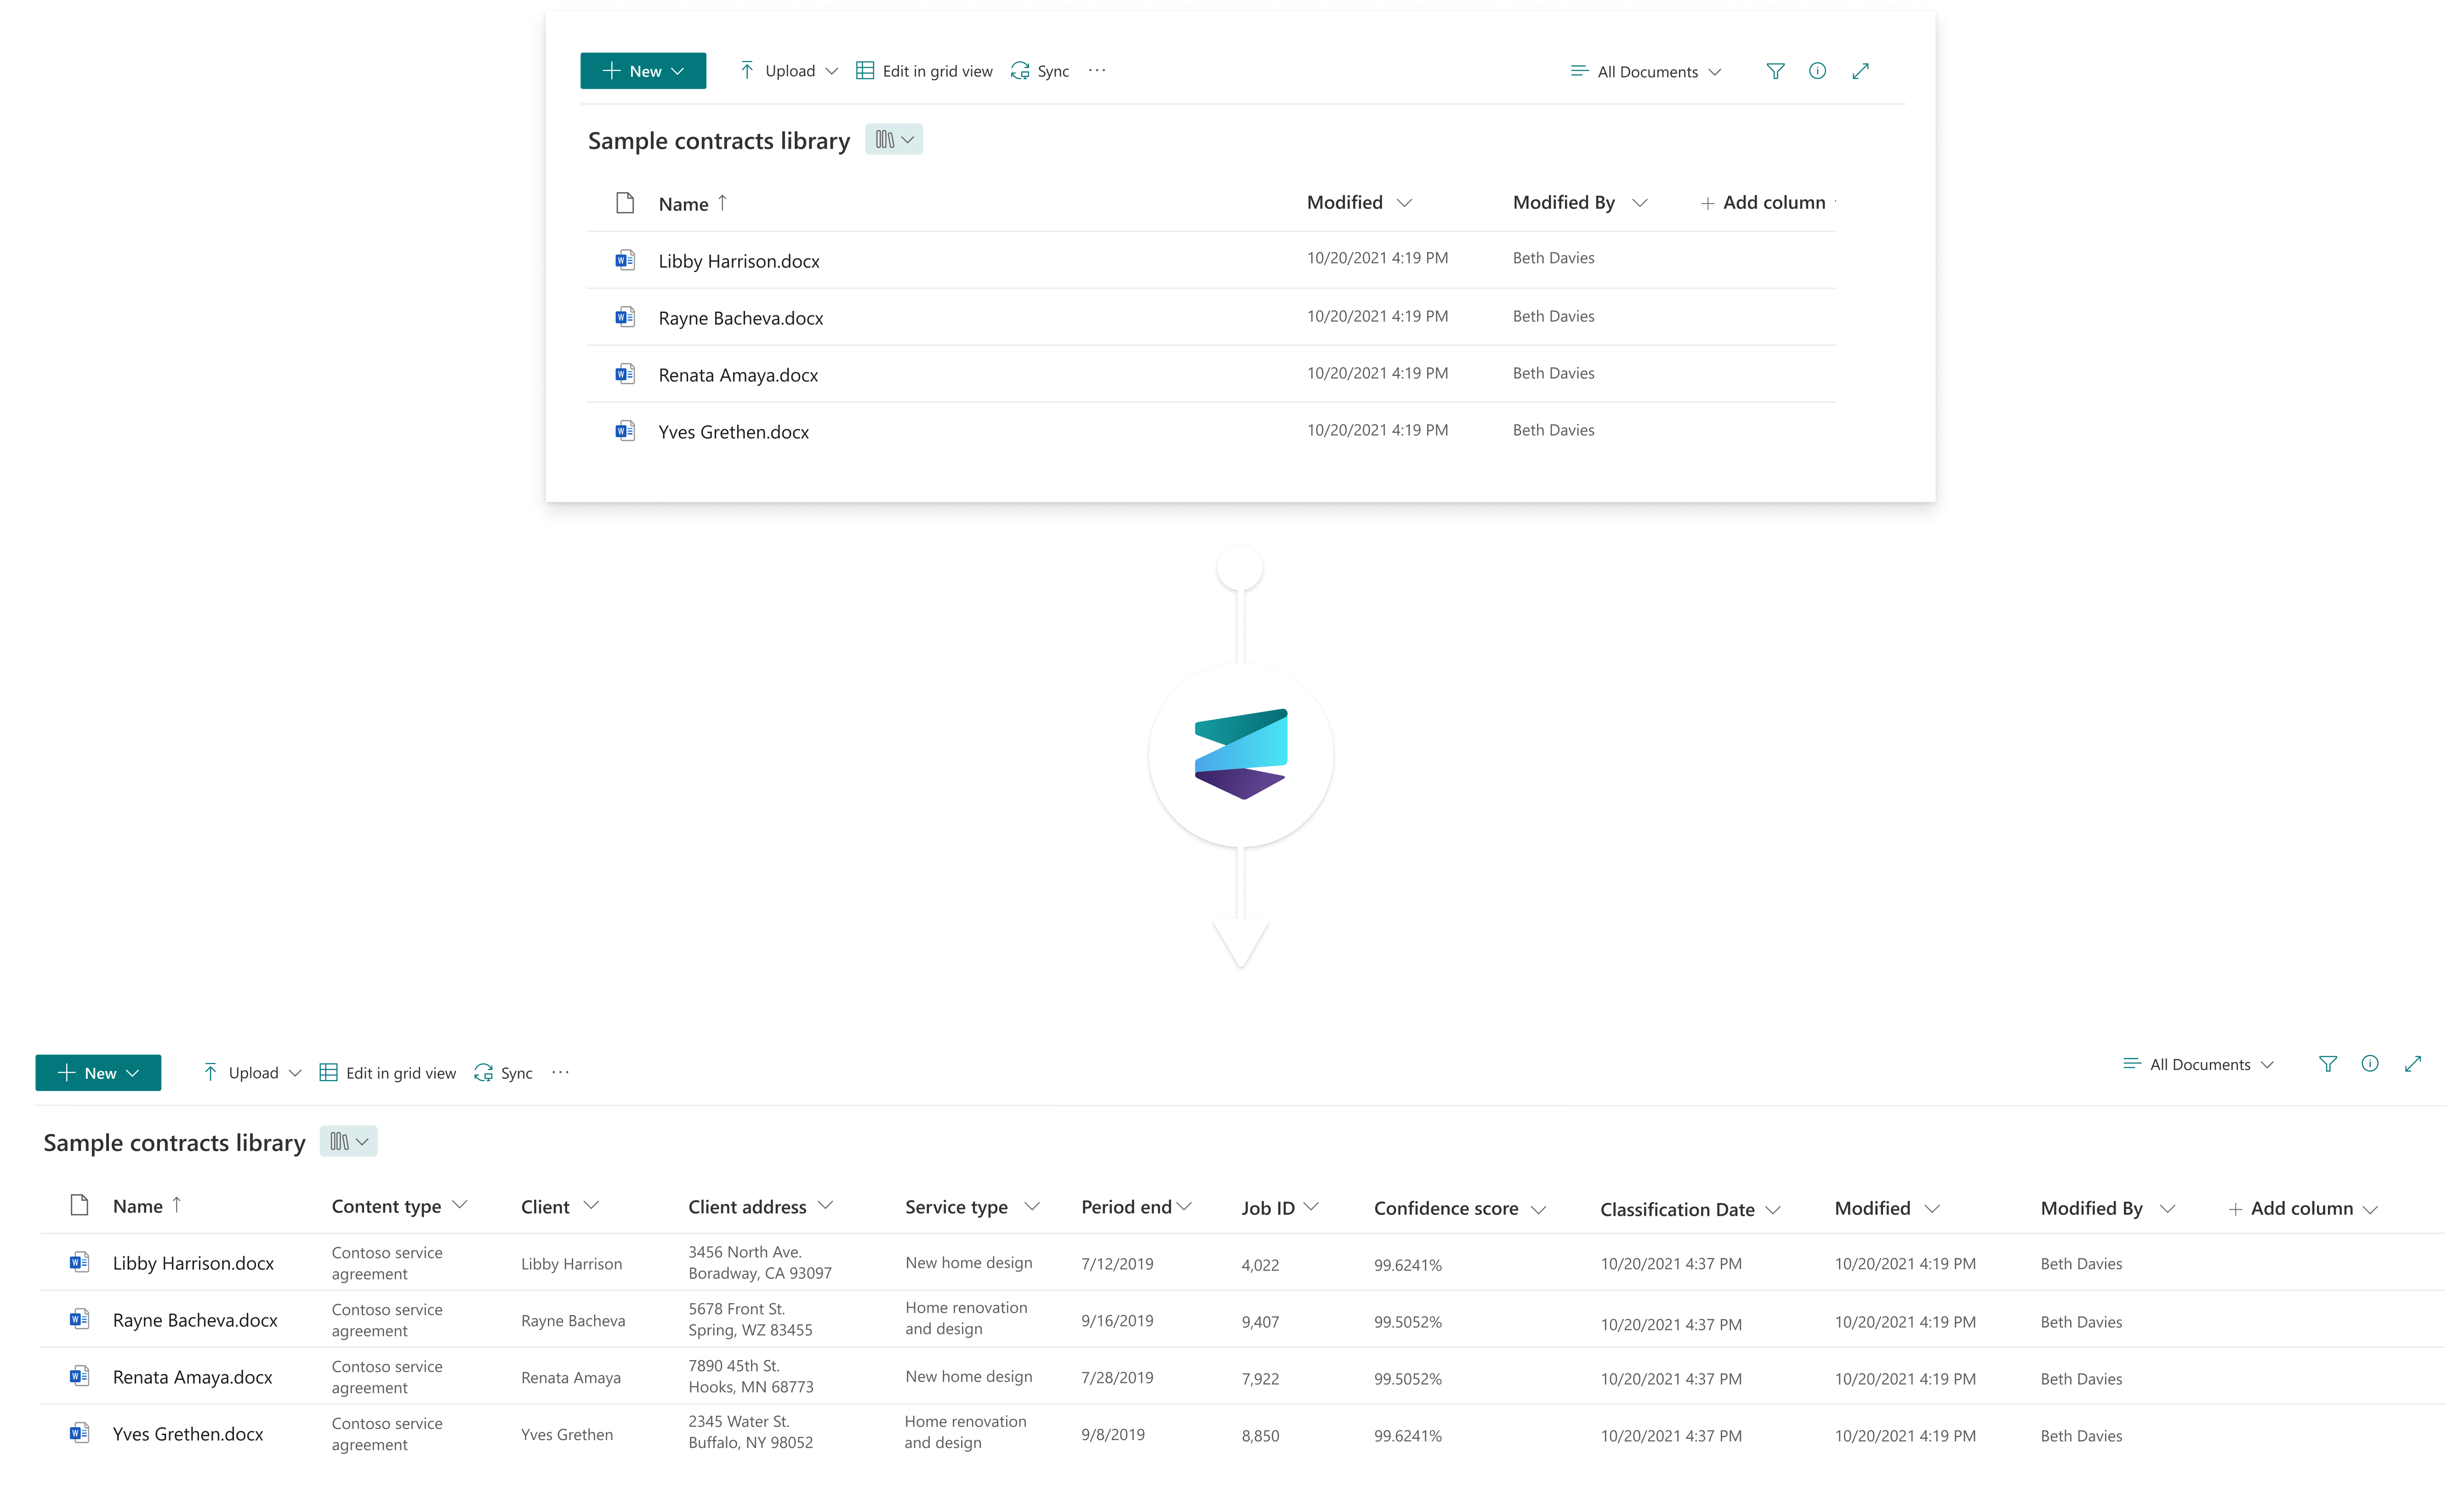 New Upload Edit in grid view Sync ··· All Documents
Sample contracts library
Name Modified Modified By Add column
Libby Harrison.docx 10/20/2021 4:19 PM Beth Davies
Rayne Bacheva.docx 10/20/2021 4:19 PM Beth Davies
Renata Amaya.docx 10/20/2021 4:19 PM Beth Davies
Yves Grethen.docx 10/20/2021 4:19 PM Beth Davies
New Upload Edit in grid view Sync ··· All Documents
Sample contracts library
Name Content type Client Client address Service type Period end Job ID Confidence score Classification Date Modified Modified By Add column
Libby Harrison.docx Contoso service agreement Libby Harrison 3456 North Ave. Boradway, CA 93097 New home design 7/12/2019 4,022 99.6241% 10/20/2021 4:37 PM 10/20/2021 4:19 PM Beth Davies
Rayne Bacheva.docx Contoso service agreement Rayne Bacheva 5678 Front St. Spring, WZ 83455 Home renovation and design 9/16/2019 9,407 99.5052% 10/20/2021 4:37 PM 10/20/2021 4:19 PM Beth Davies
Renata Amaya.docx Contoso service agreement Renata Amaya 7890 45th St. Hooks, MN 68773 New home design 7/28/2019 7,922 99.5052% 10/20/2021 4:37 PM 10/20/2021 4:19 PM Beth Davies
Yves Grethen.docx Contoso service agreement Yves Grethen 2345 Water St. Buffalo, NY 98052 Home renovation and design 9/8/2019 8,850 99.6241% 10/20/2021 4:37 PM 10/20/2021 4:19 PM Beth Davies